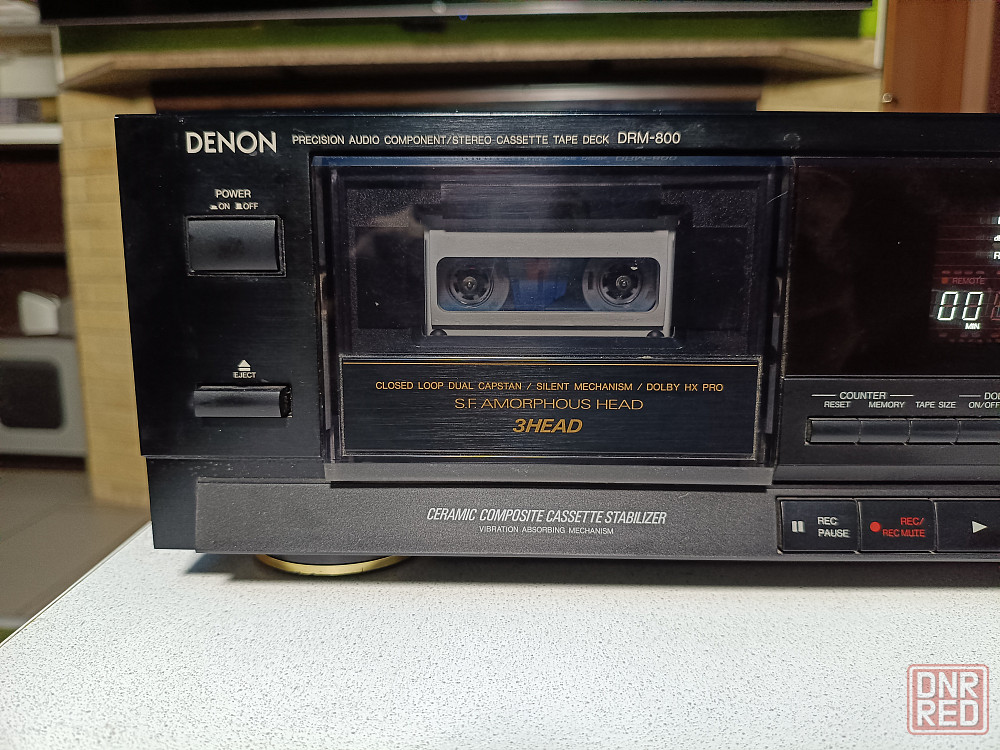 DENON PRECISION AUDIO COMPONENT/STEREO CASSETTE TAPE DECK DRM-800
POWER
ON OFF
EJECT
CLOSED LOOP DUAL CAPSTAN / SILENT MECHANISM / DOLBY HX PRO
S.F. AMORPHOUS HEAD
3HEAD
REMOTE
00
MIN
COUNTER
RESET MEMORY TAPE SIZE ON/OFF
CERAMIC COMPOSITE CASSETTE STABILIZER
VIBRATION ABSORBING MECHANISM
REC PAUSE
REC/
REC MUTE
DNR
RED